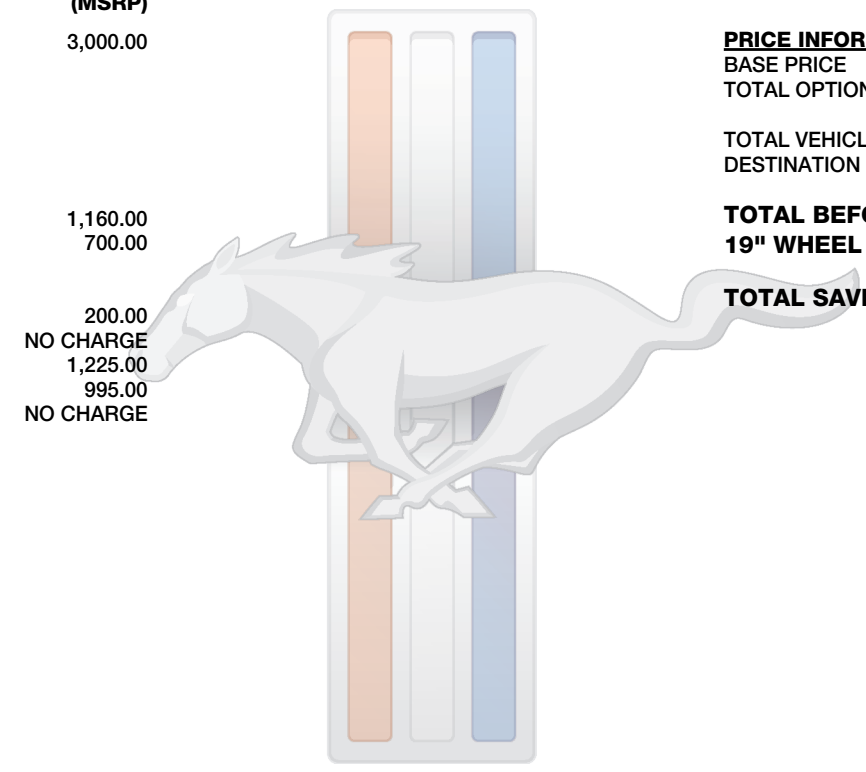 (MSRP)
3,000.00
1,160.00
700.00
200.00
NO CHARGE
1,225.00
995.00
NO CHARGE
PRICE INFOR
BASE PRICE
TOTAL OPTION
TOTAL VEHICL
DESTINATION
TOTAL BEFO
19" WHEEL
TOTAL SAVI